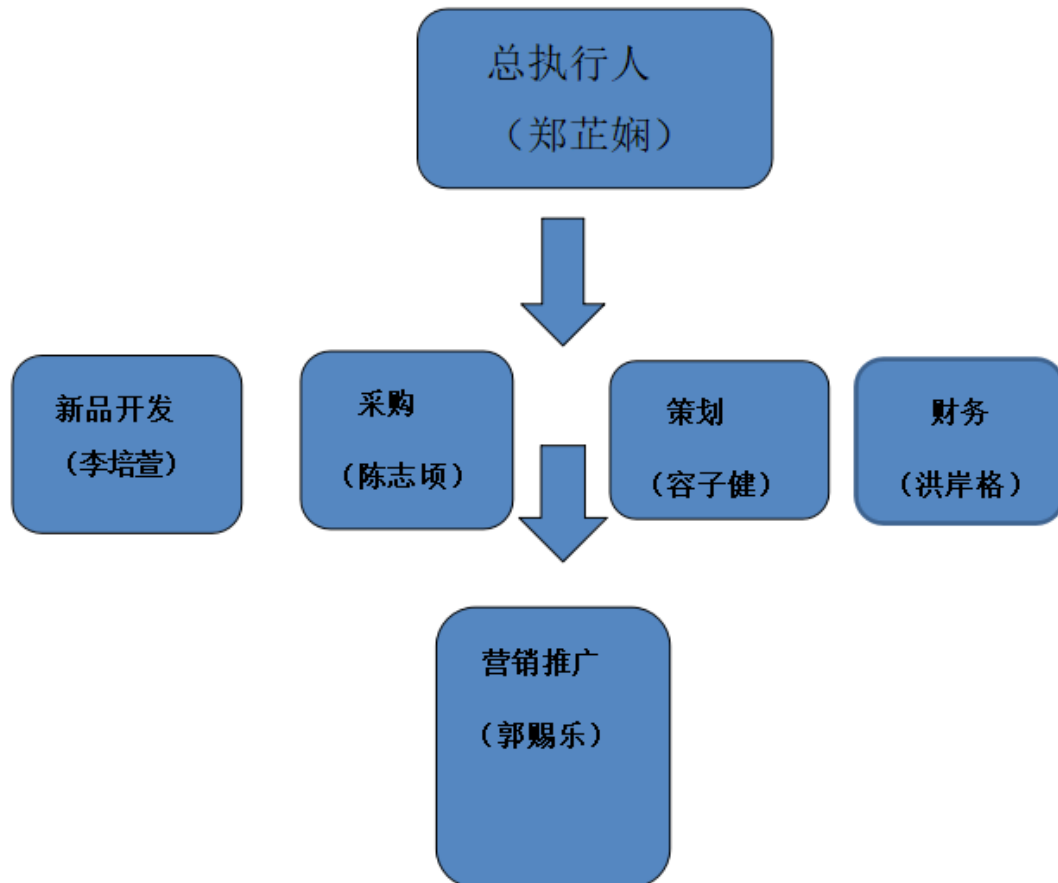 总执行人
（郑芷娴）
新品开发
（李培萱）
采购
（陈志顷）
策划
（容子健）
财务
（洪岸格）
营销推广
（郭赐乐）